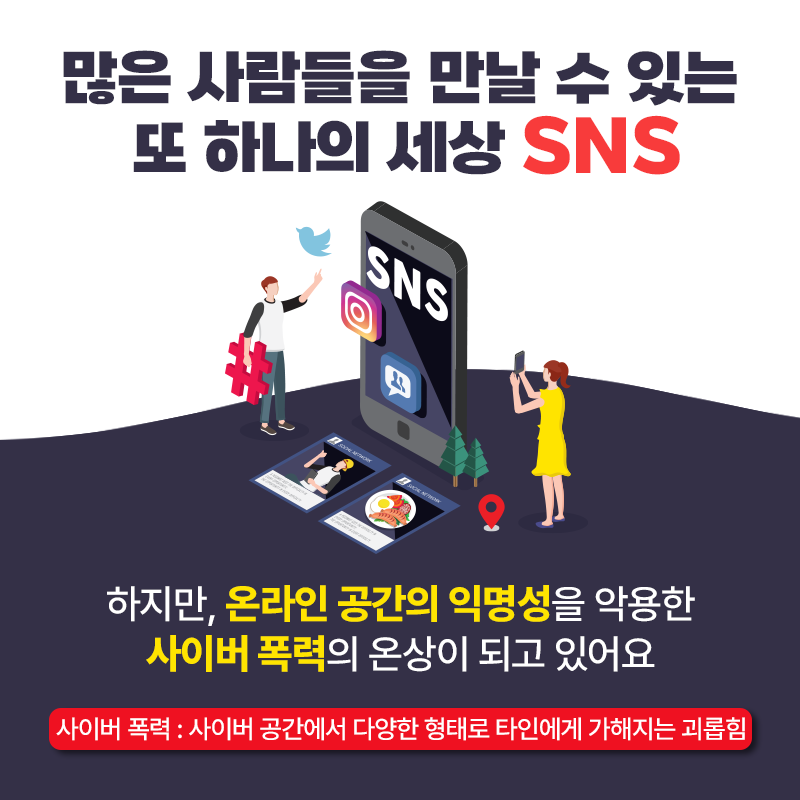 많은 사람들을 만날 수 있는
또 하나의 세상 SNS
SNS
SOCIAL NETWORK
SOCIAL NETWORK
하지만, 온라인 공간의 익명성을 악용한
사이버 폭력의 온상이 되고 있어요
사이버 폭력 : 사이버 공간에서 다양한 형태로 타인에게 가해지는 괴롭힘